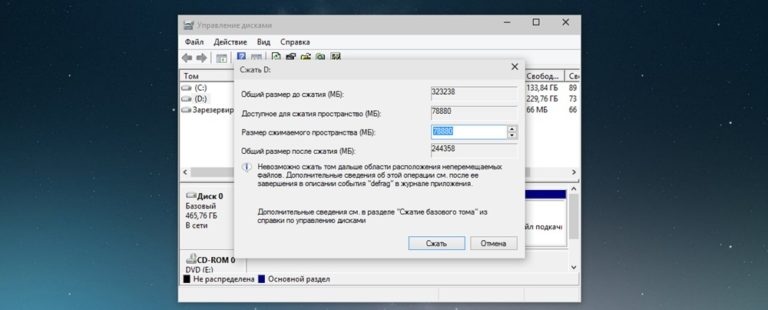 Управление дисками
Файл Действие Вид Справка
Том
Свобод... Св
(C:)
133,84 ГБ 89
(D:)
229,76 ГБ 73
Зарезервир
66 МБ 66
Сжать D:
Общий размер до сжатия (МБ): 323238
Доступное для сжатия пространство (МБ): 78880
Размер сжимаемого пространства (МБ): 78880
Общий размер после сжатия (МБ): 244358
Невозможно сжать том дальше области расположения неперемещаемых
файлов. Дополнительные сведения об этой операции см. после ее
завершения в описании события "defrag" в журнале приложения.
Дополнительные сведения см. в разделе "Сжатие базового тома" из
справки по управлению дисками
Сжать Отмена
Диск 0
Базовый
465,76 ГБ
В сети
йл подкачи
CD-ROM 0
DVD (E:)
Не распределена Основной раздел